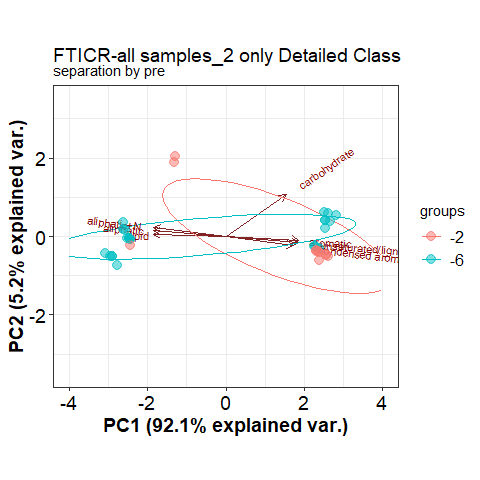 FTICR-all samples_2 only Detailed Class
separation by pre
PC2 (5.2% explained var.)
2
0
-2
carbohydrate
aromatic
-4
-2
0
2
4
PC1 (92.1% explained var.)
groups
-2
-6